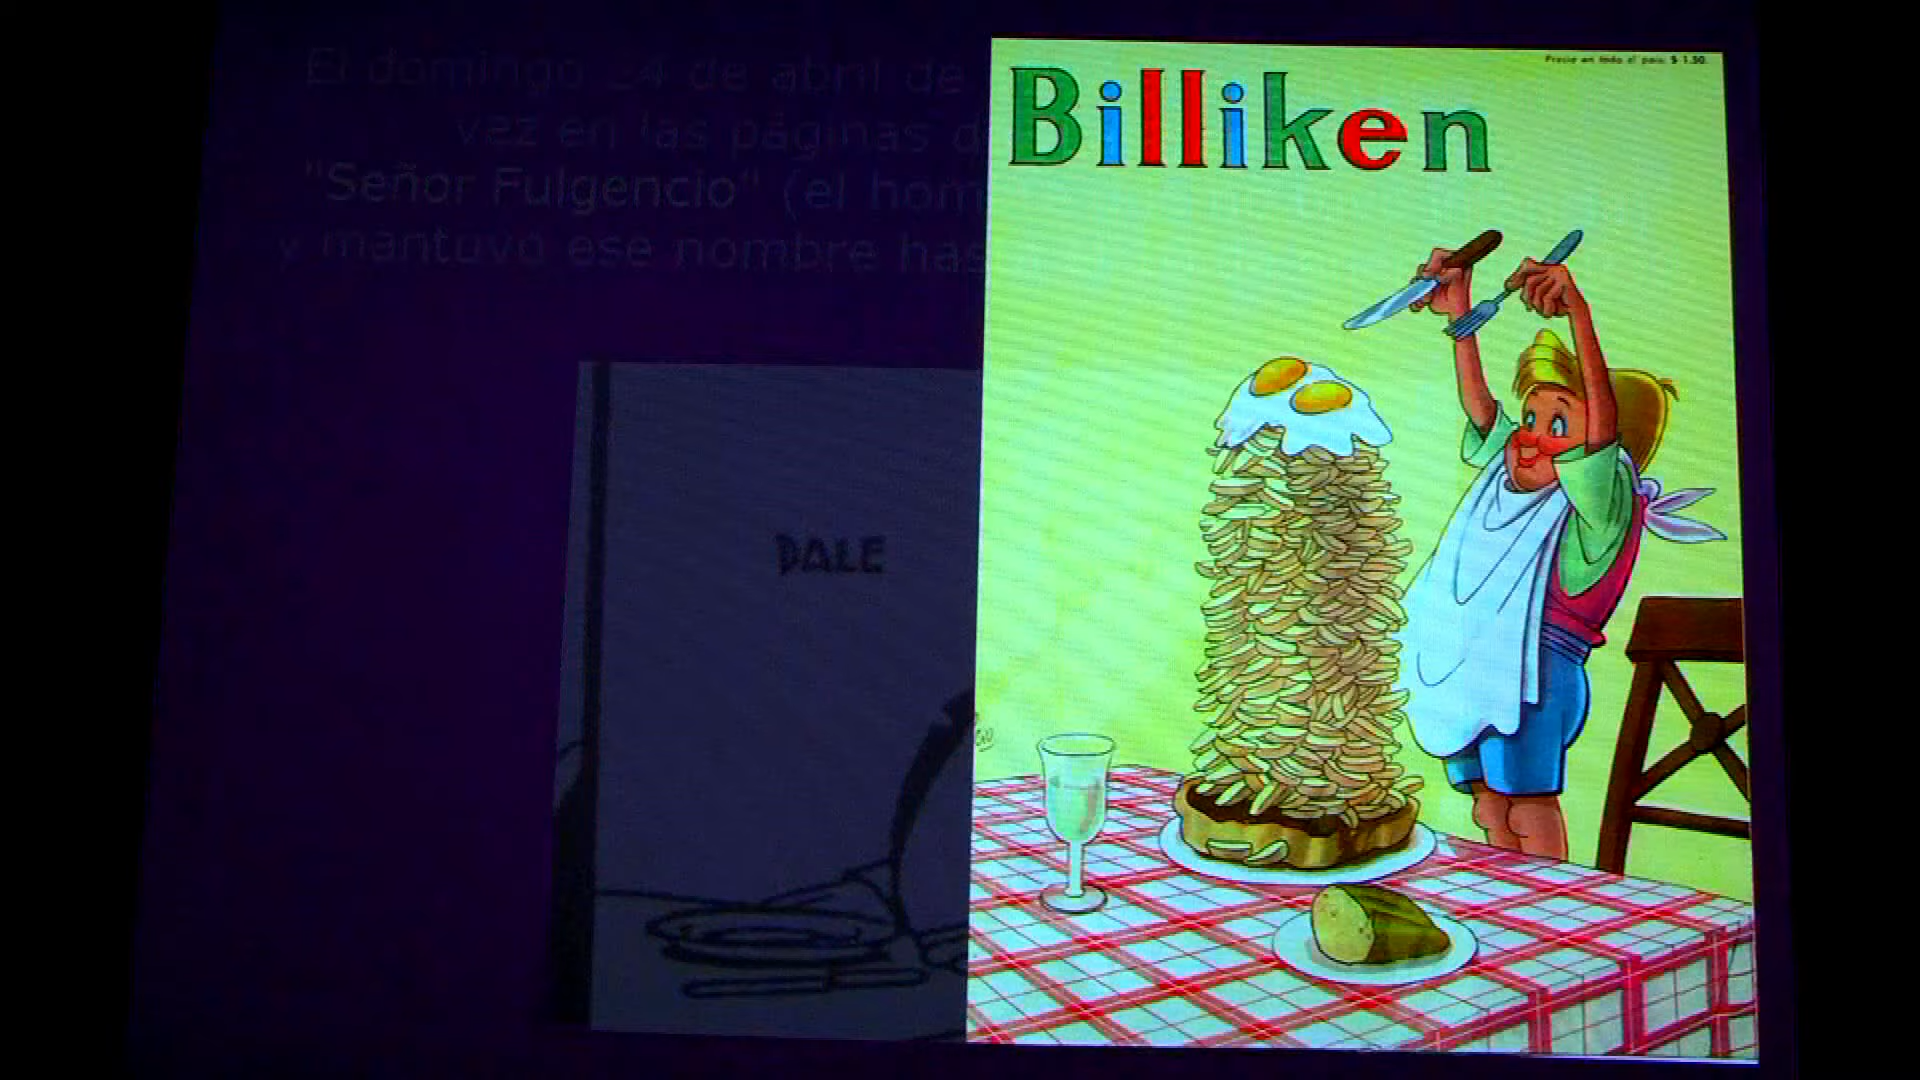 El domingo 24 de abril de
vez en las páginas d
"Señor Fulgencio" (el hom
y mantuvo ese nombre has
Precio en todo el país: $ 1.50.
Billiken
DALE